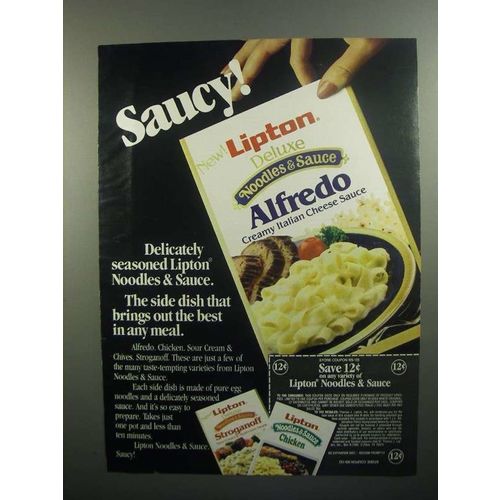 Saucy!
New! Lipton®
Deluxe
Noodles & Sauce
Alfredo
Creamy Italian Cheese Sauce
Delicately
seasoned Lipton®
Noodles & Sauce.
The side dish that
brings out the best
in any meal.
Alfredo. Chicken. Sour Cream &
Chives. Stroganoff. These are just a few of
the many taste-tempting varieties from Lipton
Noodles & Sauce.
Each side dish is made of pure egg
noodles and a delicately seasoned
sauce. And it's so easy to
prepare. Takes just
one pot and less than
ten minutes.
Lipton Noodles & Sauce.
Saucy!
Lipton
Stroganoff
Lipton
Noodles & Sauce
Chicken
STORE COUPON
12¢ Save 12¢ 12¢
on any variety of
Lipton® Noodles & Sauce
12¢